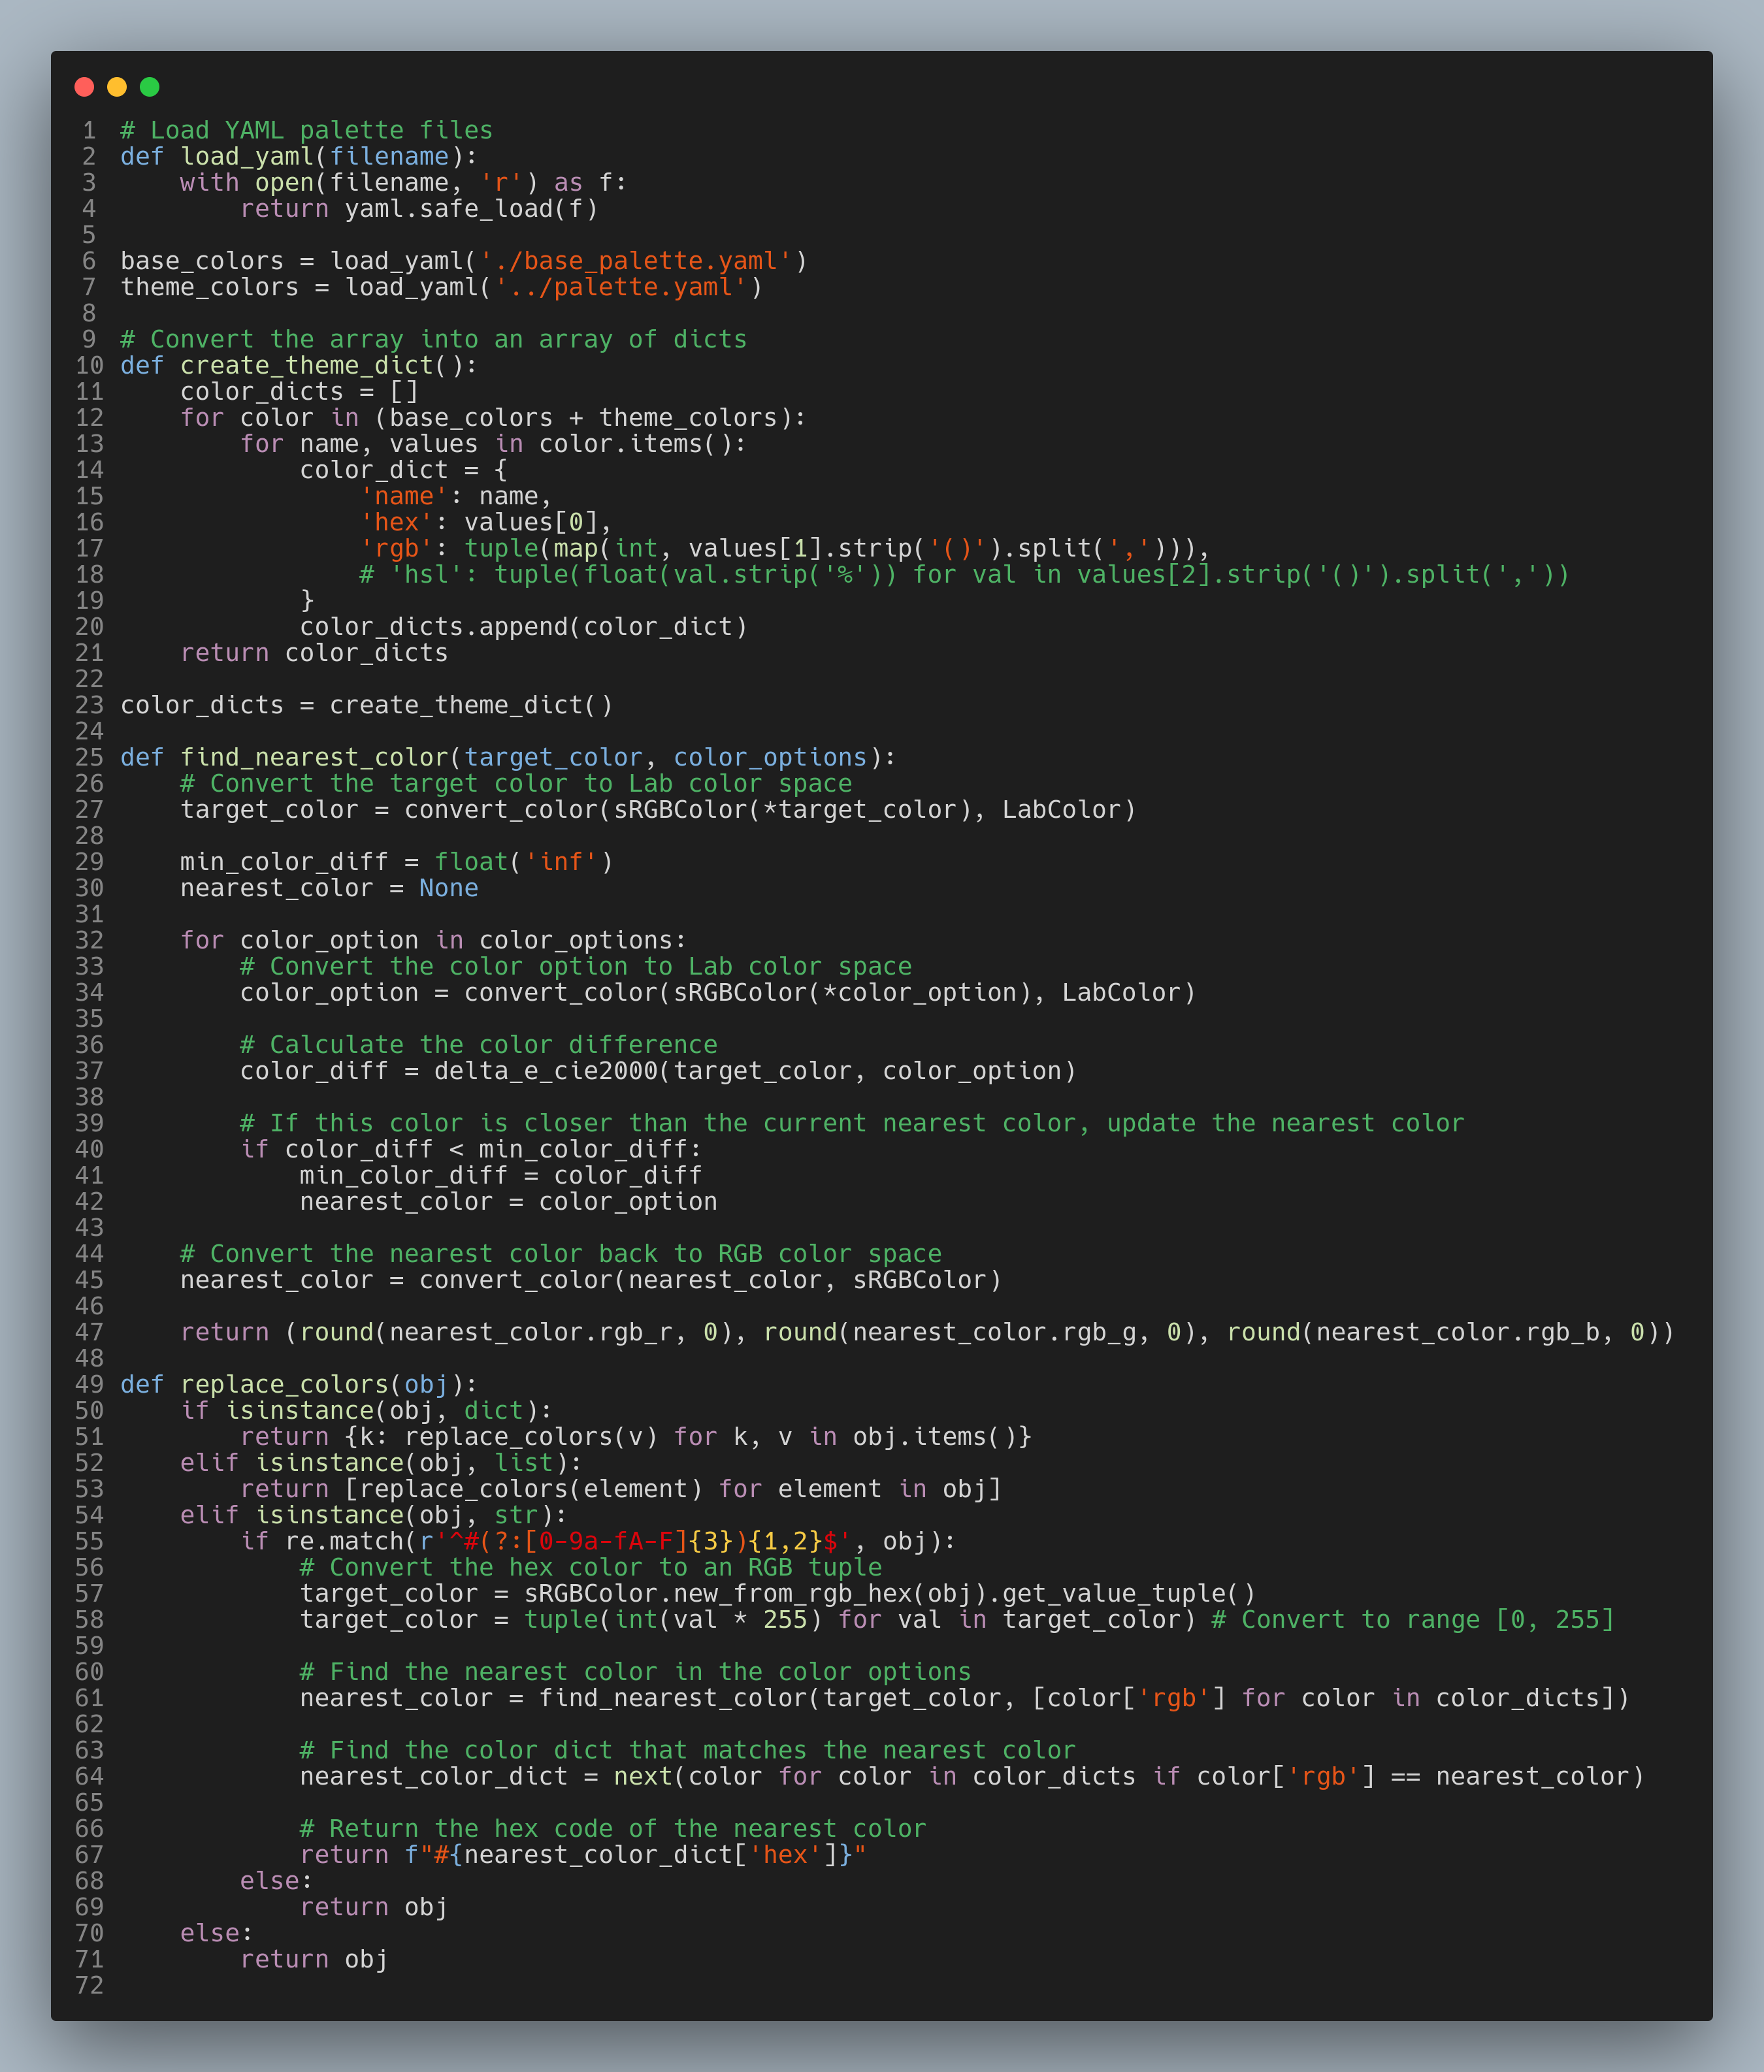 1 # Load YAML palette files
2 def load_yaml(filename):
3     with open(filename, 'r') as f:
4         return yaml.safe_load(f)
5
6 base_colors = load_yaml('./base_palette.yaml')
7 theme_colors = load_yaml('../palette.yaml')
8
9 # Convert the array into an array of dicts
10 def create_theme_dict():
11     color_dicts = []
12     for color in (base_colors + theme_colors):
13         for name, values in color.items():
14             color_dict = {
15                 'name': name,
16                 'hex': values[0],
17                 'rgb': tuple(map(int, values[1].strip('()').split(','))),
18                 # 'hsl': tuple(float(val.strip('%')) for val in values[2].strip('()').split(','))
19             }
20             color_dicts.append(color_dict)
21     return color_dicts
22
23 color_dicts = create_theme_dict()
24
25 def find_nearest_color(target_color, color_options):
26     # Convert the target color to Lab color space
27     target_color = convert_color(sRGBColor(*target_color), LabColor)
28
29     min_color_diff = float('inf')
30     nearest_color = None
31
32     for color_option in color_options:
33         # Convert the color option to Lab color space
34         color_option = convert_color(sRGBColor(*color_option), LabColor)
35
36         # Calculate the color difference
37         color_diff = delta_e_cie2000(target_color, color_option)
38
39         # If this color is closer than the current nearest color, update the nearest color
40         if color_diff < min_color_diff:
41             min_color_diff = color_diff
42             nearest_color = color_option
43
44     # Convert the nearest color back to RGB color space
45     nearest_color = convert_color(nearest_color, sRGBColor)
46
47     return (round(nearest_color.rgb_r, 0), round(nearest_color.rgb_g, 0), round(nearest_color.rgb_b, 0))
48
49 def replace_colors(obj):
50     if isinstance(obj, dict):
51         return {k: replace_colors(v) for k, v in obj.items()}
52     elif isinstance(obj, list):
53         return [replace_colors(element) for element in obj]
54     elif isinstance(obj, str):
55         if re.match(r'^#(?:[0-9a-fA-F]{3}){1,2}$', obj):
56             # Convert the hex color to an RGB tuple
57             target_color = sRGBColor.new_from_rgb_hex(obj).get_value_tuple()
58             target_color = tuple(int(val * 255) for val in target_color) # Convert to range [0, 255]
59
60             # Find the nearest color in the color options
61             nearest_color = find_nearest_color(target_color, [color['rgb'] for color in color_dicts])
62
63             # Find the color dict that matches the nearest color
64             nearest_color_dict = next(color for color in color_dicts if color['rgb'] == nearest_color)
65
66             # Return the hex code of the nearest color
67             return f"#{nearest_color_dict['hex']}"
68         else:
69             return obj
70     else:
71         return obj
72